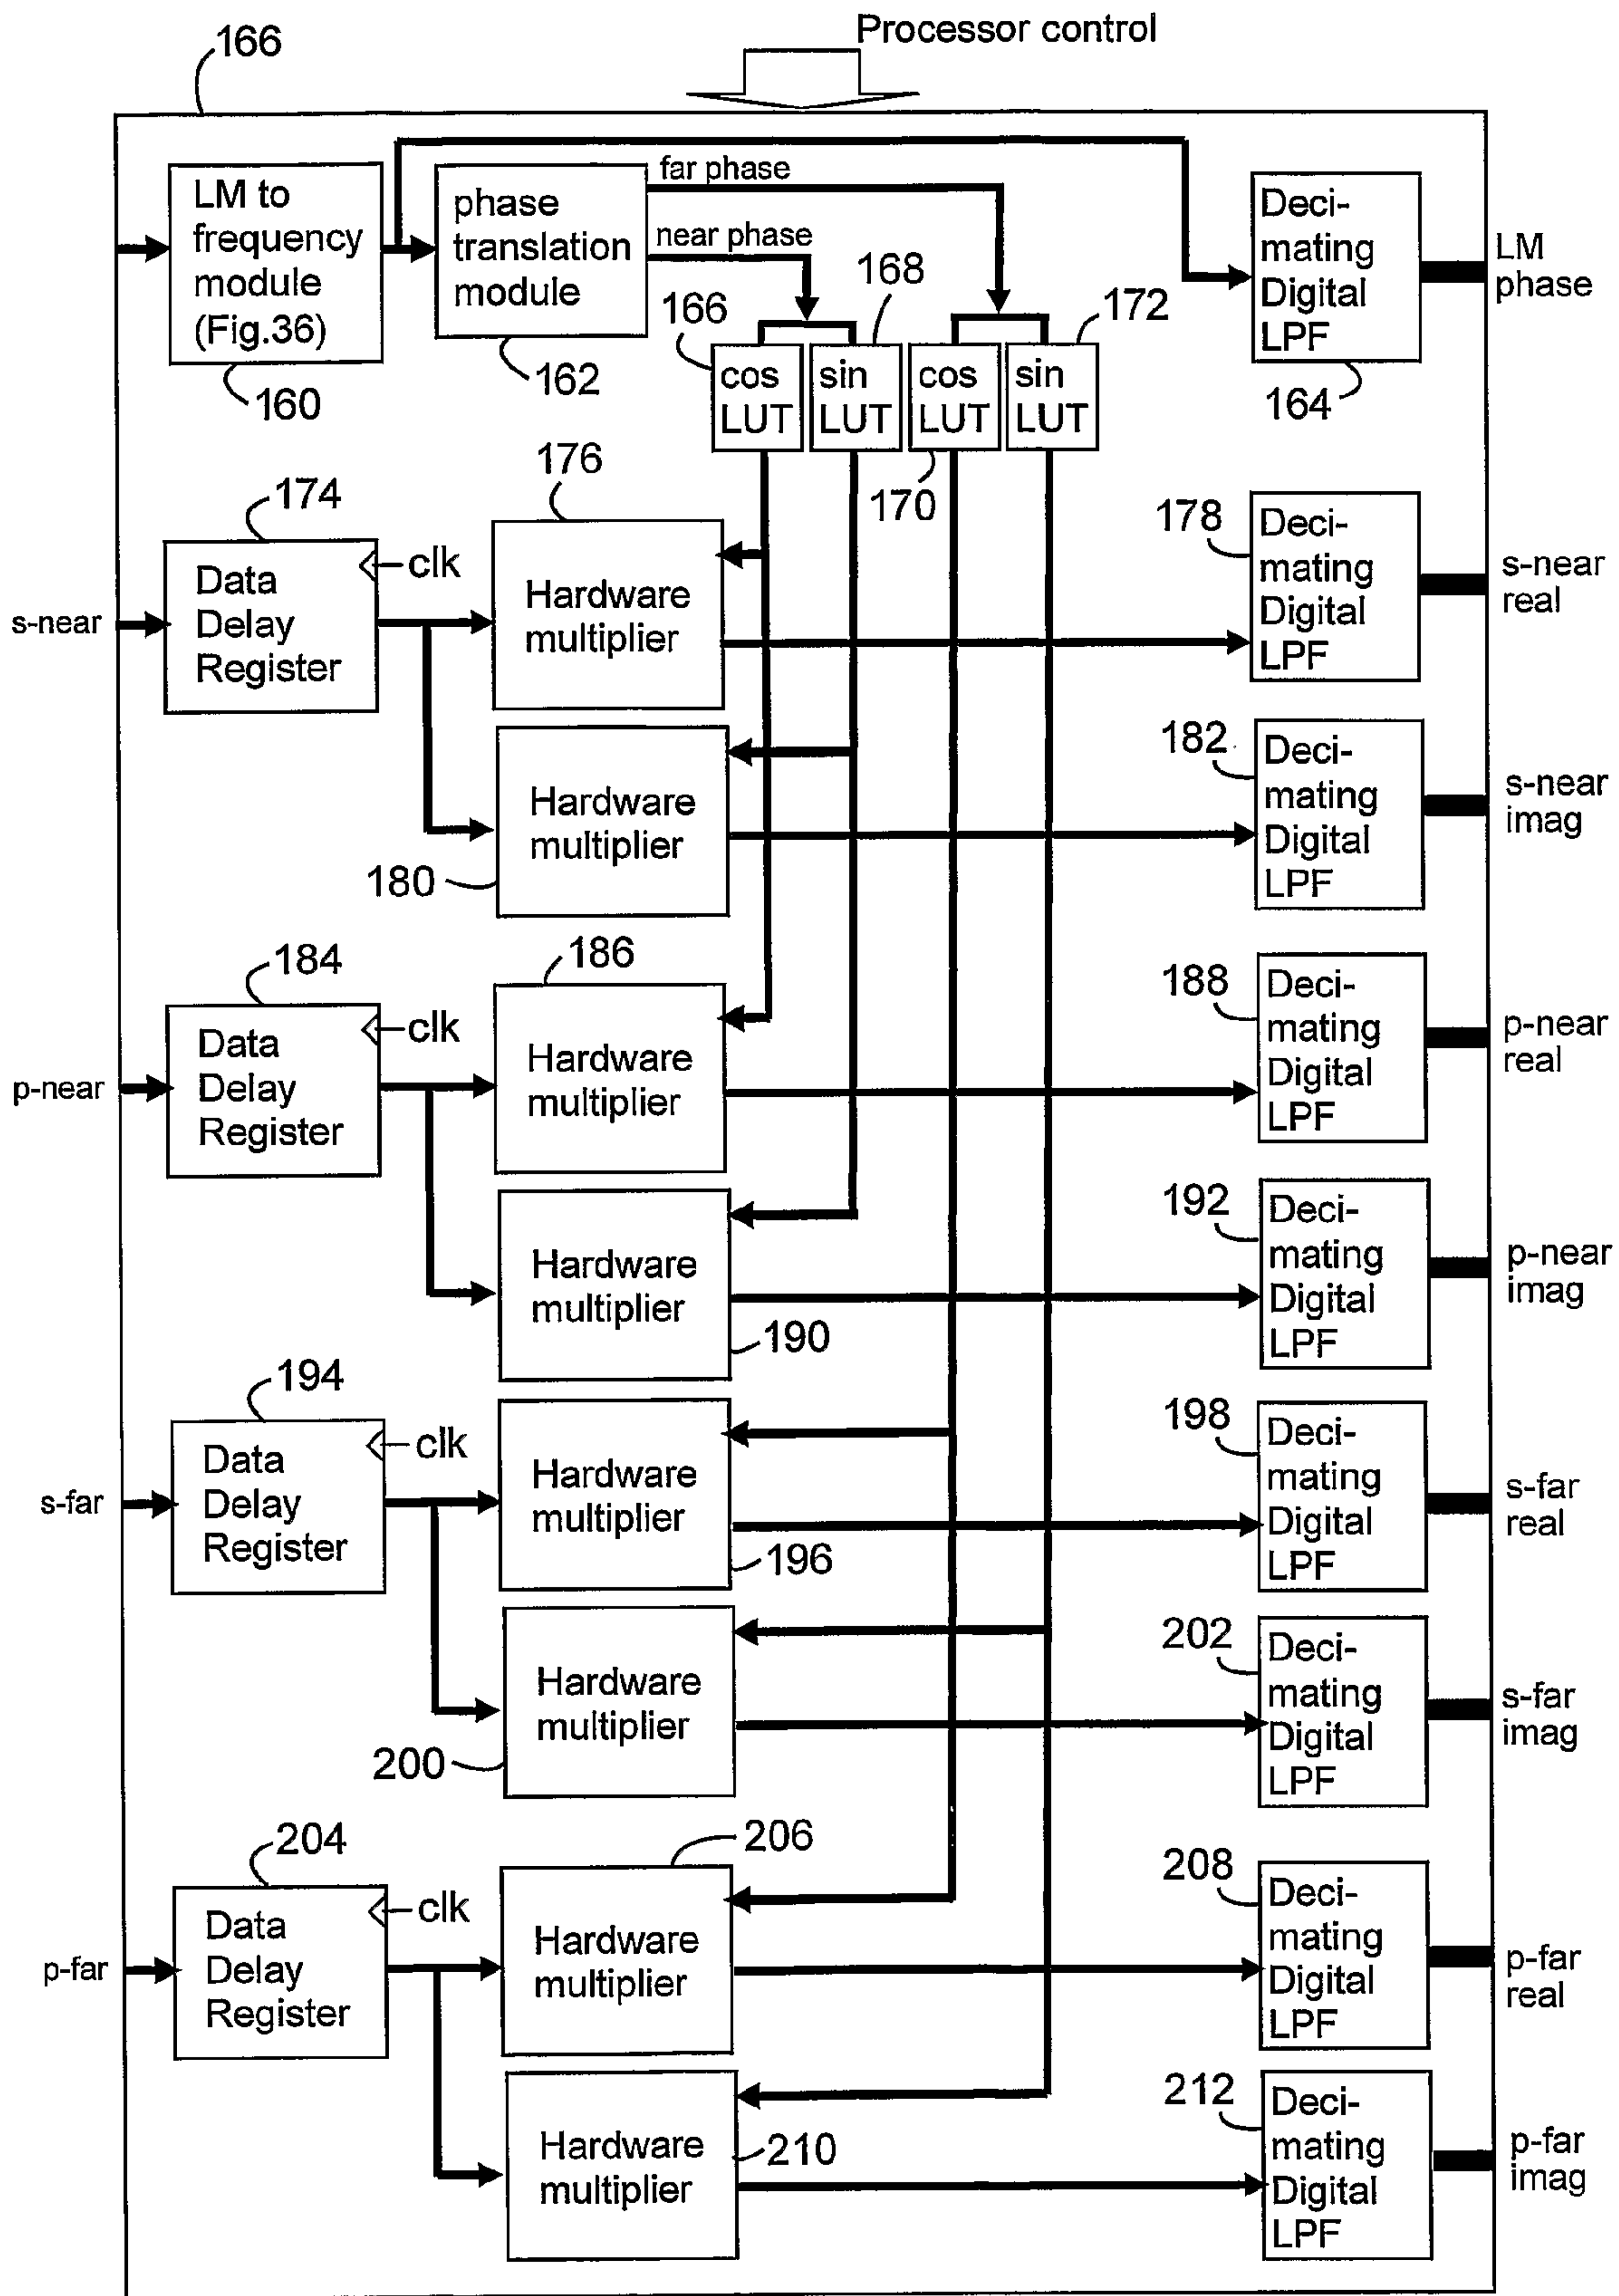 Processor control
166
LM to
frequency
module
(Fig.36)
160
phase
translation
module
162
far phase
near phase
166
168
172
cos
LUT
sin
LUT
cos
LUT
sin
LUT
170
Deci-
mating
Digital
LPF
164
LM
phase
s-near
174
Data
Delay
Register
clk
176
Hardware
multiplier
178
Deci-
mating
Digital
LPF
s-near
real
Hardware
multiplier
180
182
Deci-
mating
Digital
LPF
s-near
imag
p-near
184
Data
Delay
Register
clk
186
Hardware
multiplier
188
Deci-
mating
Digital
LPF
p-near
real
Hardware
multiplier
190
192
Deci-
mating
Digital
LPF
p-near
imag
s-far
194
Data
Delay
Register
clk
Hardware
multiplier
196
198
Deci-
mating
Digital
LPF
s-far
real
Hardware
multiplier
200
202
Deci-
mating
Digital
LPF
s-far
imag
p-far
204
Data
Delay
Register
clk
206
Hardware
multiplier
208
Deci-
mating
Digital
LPF
p-far
real
Hardware
multiplier
210
212
Deci-
mating
Digital
LPF
p-far
imag